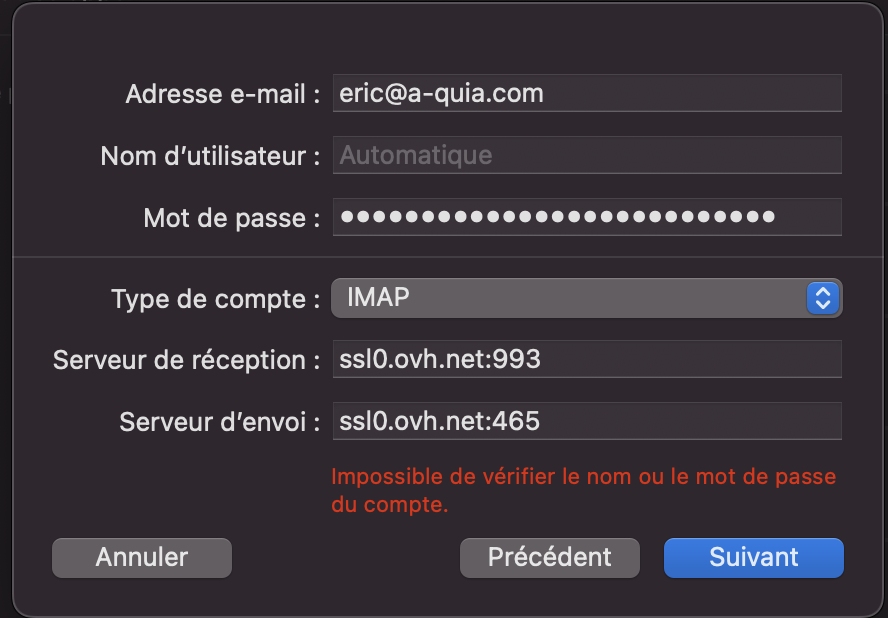 Adresse e-mail : eric@a-quia.com
Nom d’utilisateur : Automatique
Mot de passe : •••••••••••••••••••••••••••
Type de compte : IMAP
Serveur de réception : ssl0.ovh.net:993
Serveur d’envoi : ssl0.ovh.net:465
Impossible de vérifier le nom ou le mot de passe
du compte.
Annuler Précédent Suivant